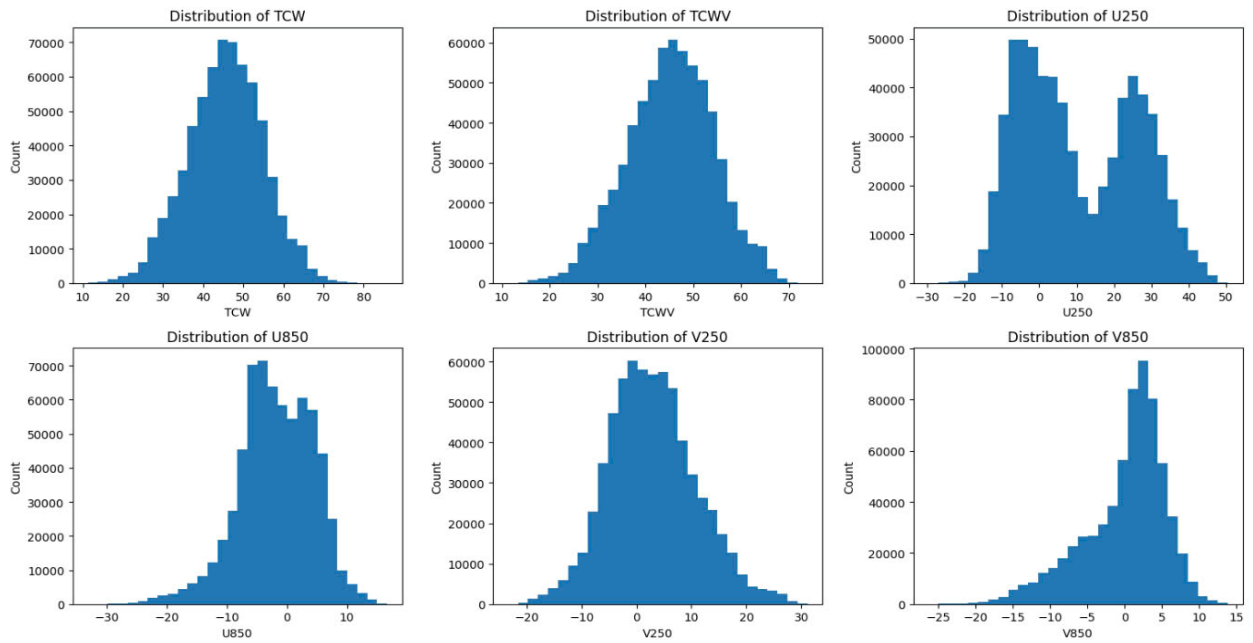 Distribution of TCW
70000
60000
50000
40000
30000
20000
10000
0
Count
10 20 30 40 50 60 70 80
TCW
Distribution of TCWV
60000
50000
40000
30000
20000
10000
0
Count
10 20 30 40 50 60 70
TCWV
Distribution of U250
50000
40000
30000
20000
10000
0
Count
−30 −20 −10 0 10 20 30 40 50
U250
Distribution of U850
70000
60000
50000
40000
30000
20000
10000
0
Count
−30 −20 −10 0 10
U850
Distribution of V250
60000
50000
40000
30000
20000
10000
0
Count
−20 −10 0 10 20 30
V250
Distribution of V850
100000
80000
60000
40000
20000
0
Count
−25 −20 −15 −10 −5 0 5 10 15
V850